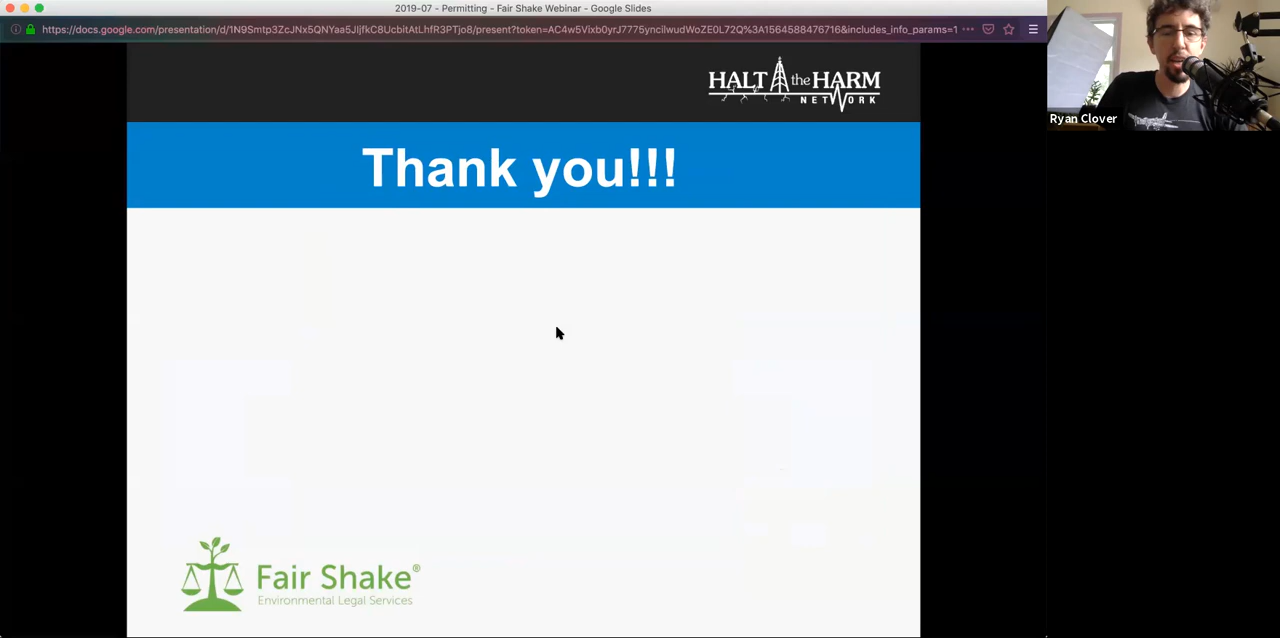 2019-07 - Permitting - Fair Shake Webinar - Google Slides
https://docs.google.com/presentation/d/1N9Smtp3ZcJNx5QNYaa5JIjfkC8UcbitAtLhfR3PTjo8/present?token=AC4w5Vixb0yrJ7775yncilwudWoZE0L72Q%3A1564588476716&includes_info_params=1
HALT the HARM
NETWORK
Ryan Clover
Thank you!!!
Fair Shake®
Environmental Legal Services